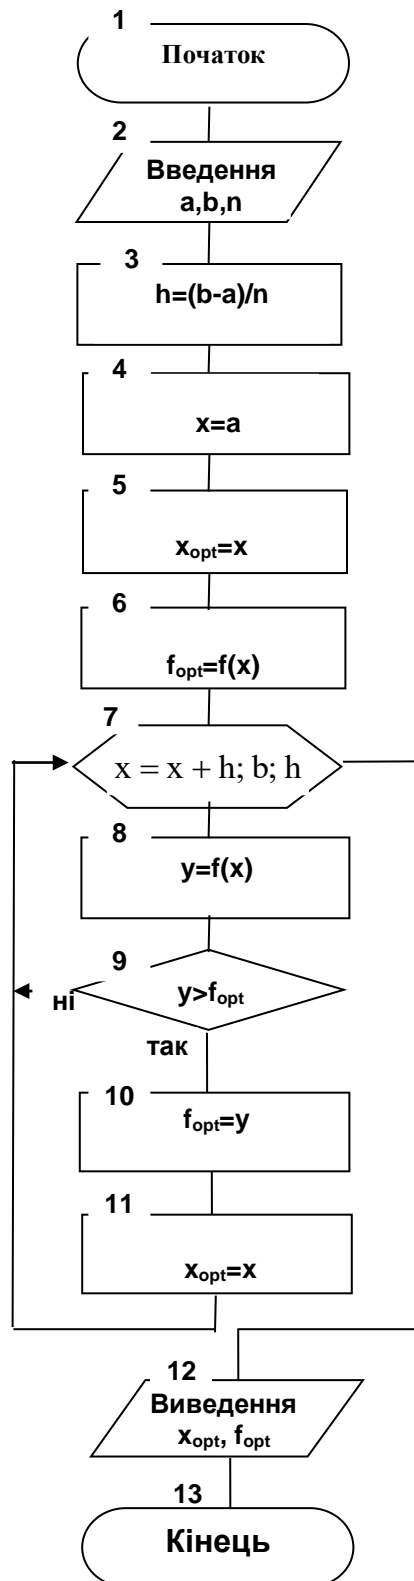 1
Початок
2
Введення
a,b,n
3
h=(b-a)/n
4
x=a
5
xopt=x
6
fopt=f(x)
7
x = x + h; b; h
8
y=f(x)
9
y>fopt
ні
так
10
fopt=y
11
xopt=x
12
Виведення
xopt, fopt
13
Кінець